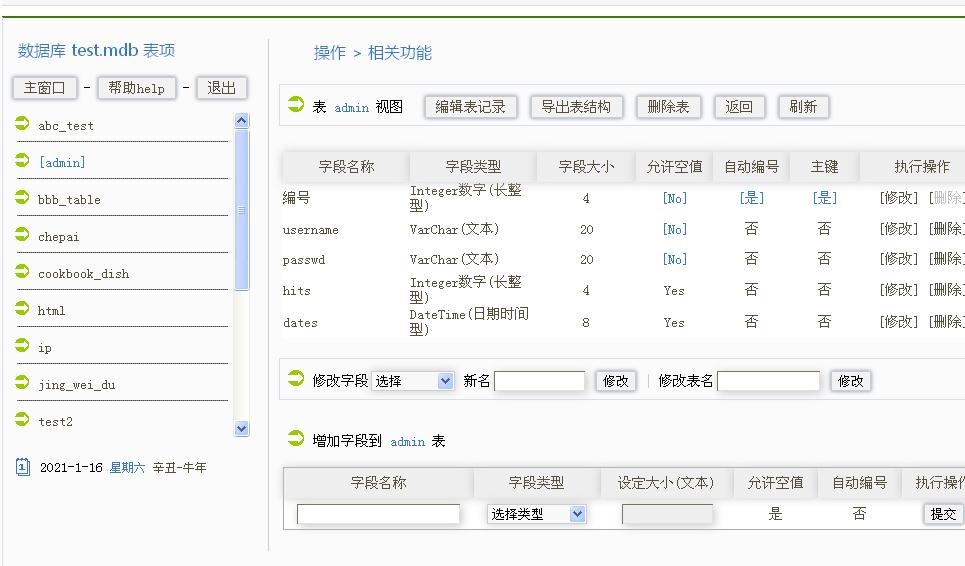 数据库 test.mdb 表项
主窗口 - 帮助help - 退出
abc_test
[admin]
bbb_table
chepai
cookbook_dish
html
ip
jing_wei_du
test2
2021-1-16 星期六 辛丑-牛年
操作 > 相关功能
表 admin 视图 编辑表记录 导出表结构 删除表 返回 刷新
字段名称 字段类型 字段大小 允许空值 自动编号 主键 执行操作
编号 Integer数字(长整型) 4 [No] [是] [是] [修改] [删除]
username VarChar(文本) 20 [No] 否 否 [修改] [删除]
passwd VarChar(文本) 20 [No] 否 否 [修改] [删除]
hits Integer数字(长整型) 4 Yes 否 否 [修改] [删除]
dates DateTime(日期时间型) 8 Yes 否 否 [修改] [删除]
修改字段 选择 新名 修改 | 修改表名 修改
增加字段到 admin 表
字段名称 字段类型 设定大小(文本) 允许空值 自动编号 执行操作
选择类型 是 否 提交